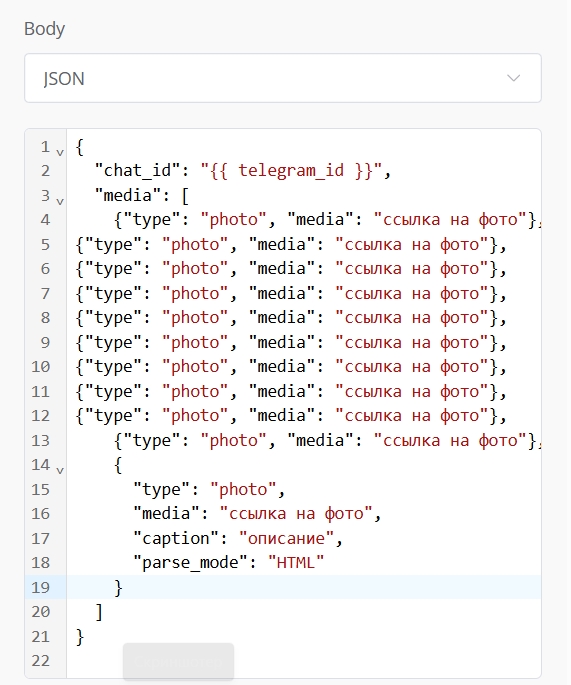 Body
JSON
1 {
2 "chat_id": "{{ telegram_id }}",
3 "media": [
4 {"type": "photo", "media": "ссылка на фото"},
5 {"type": "photo", "media": "ссылка на фото"},
6 {"type": "photo", "media": "ссылка на фото"},
7 {"type": "photo", "media": "ссылка на фото"},
8 {"type": "photo", "media": "ссылка на фото"},
9 {"type": "photo", "media": "ссылка на фото"},
10 {"type": "photo", "media": "ссылка на фото"},
11 {"type": "photo", "media": "ссылка на фото"},
12 {"type": "photo", "media": "ссылка на фото"},
13 {"type": "photo", "media": "ссылка на фото"},
14 {
15 "type": "photo",
16 "media": "ссылка на фото",
17 "caption": "описание",
18 "parse_mode": "HTML"
19 }
20 ]
21 }
22